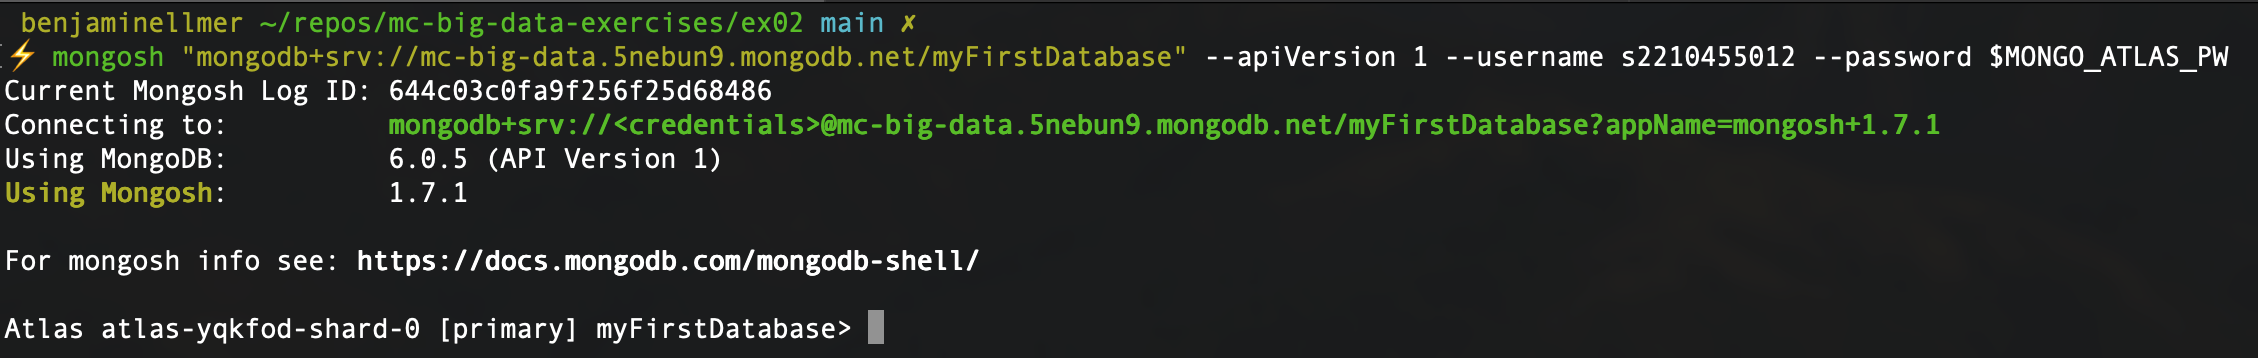 benjaminellmer ~/repos/mc-big-data-exercises/ex02 main ✗
⚡ mongosh "mongodb+srv://mc-big-data.5nebun9.mongodb.net/myFirstDatabase" --apiVersion 1 --username s2210455012 --password $MONGO_ATLAS_PW
Current Mongosh Log ID: 644c03c0fa9f256f25d68486
Connecting to: mongodb+srv://<credentials>@mc-big-data.5nebun9.mongodb.net/myFirstDatabase?appName=mongosh+1.7.1
Using MongoDB: 6.0.5 (API Version 1)
Using Mongosh: 1.7.1
For mongosh info see: https://docs.mongodb.com/mongodb-shell/
Atlas atlas-yqkfod-shard-0 [primary] myFirstDatabase>